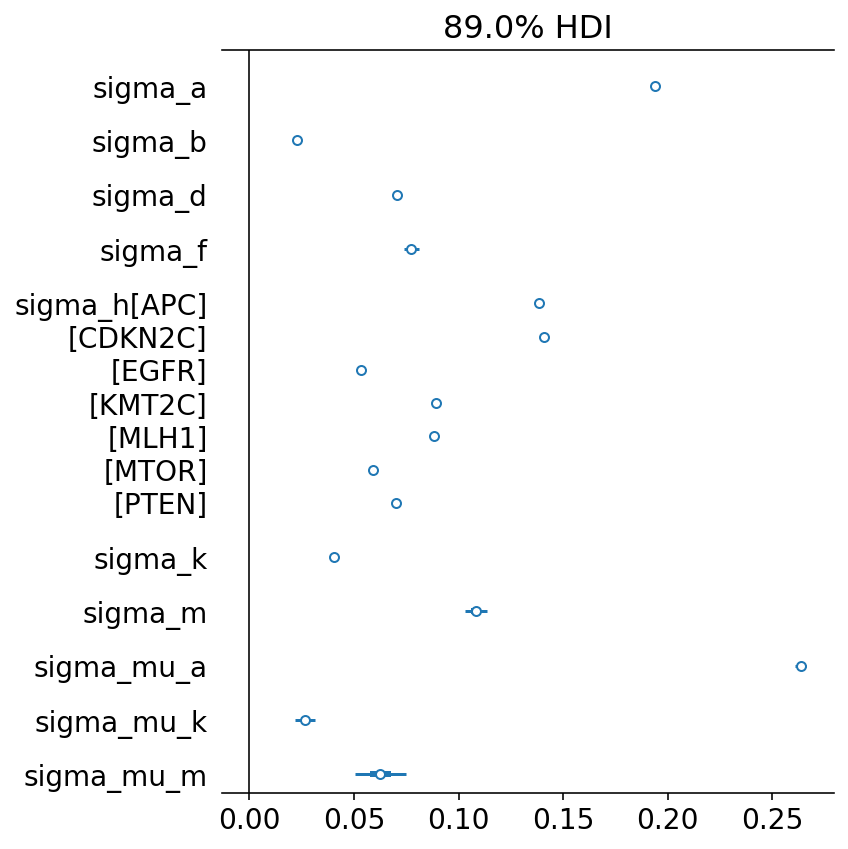 89.0% HDI
sigma_a
sigma_b
sigma_d
sigma_f
sigma_h[APC]
[CDKN2C]
[EGFR]
[KMT2C]
[MLH1]
[MTOR]
[PTEN]
sigma_k
sigma_m
sigma_mu_a
sigma_mu_k
sigma_mu_m
0.00 0.05 0.10 0.15 0.20 0.25